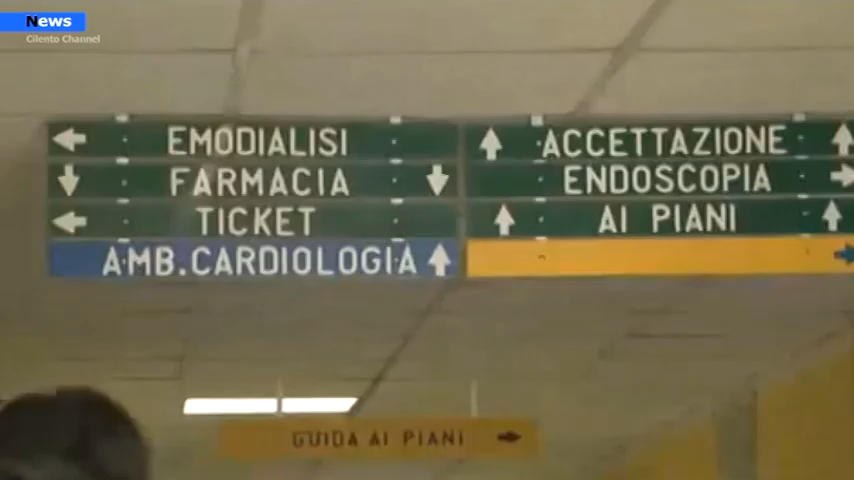 News
Cilento Channel
EMODIALISI
FARMACIA
TICKET
AMB.CARDIOLOGIA
ACCETTAZIONE
ENDOSCOPIA
AI PIANI
GUIDA AI PIANI